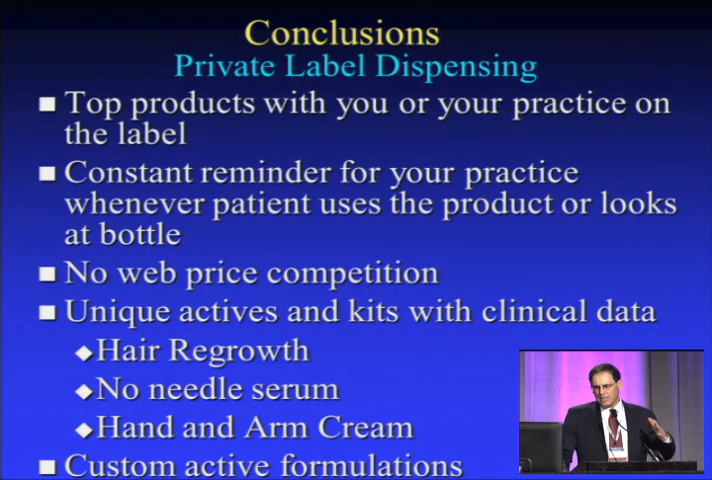 Conclusions
Private Label Dispensing
Top products with you or your practice on
the label
Constant reminder for your practice
whenever patient uses the product or looks
at bottle
No web price competition
Unique actives and kits with clinical data
Hair Regrowth
No needle serum
Hand and Arm Cream
Custom active formulations